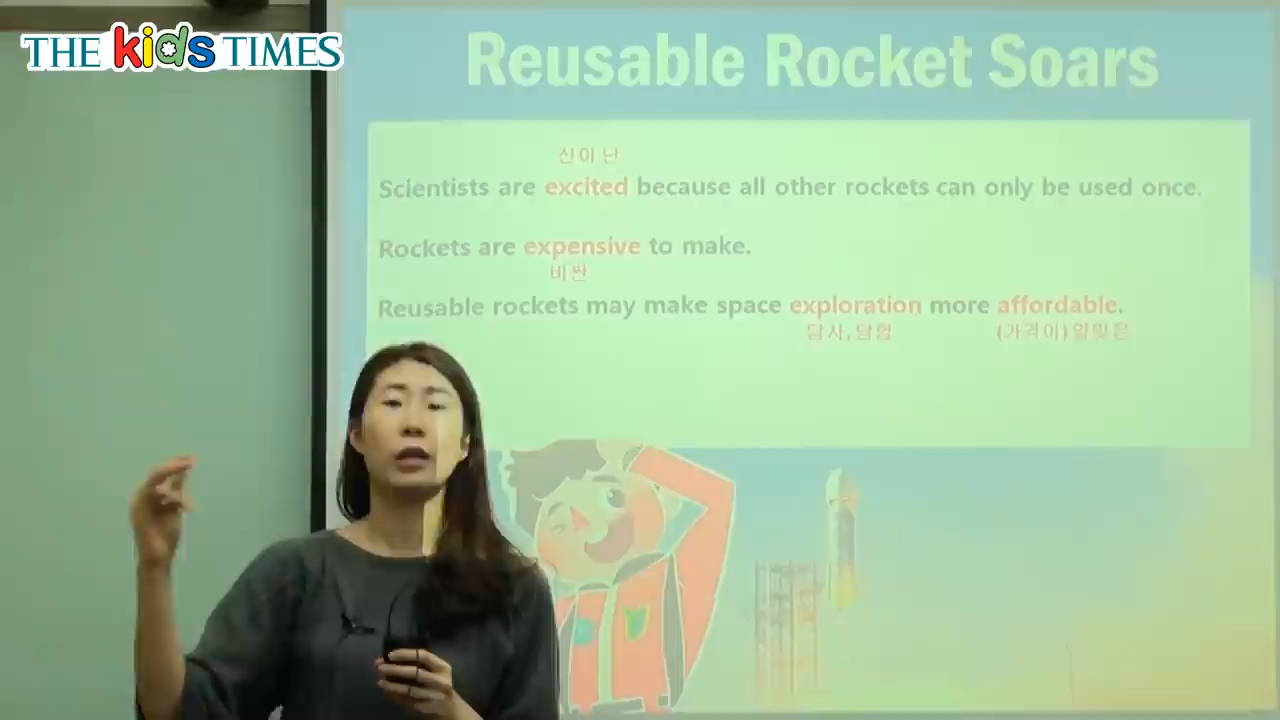 THE kids TIMES
Reusable Rocket Soars
신이 난
Scientists are excited because all other rockets can only be used once.
Rockets are expensive to make.
비싼
Reusable rockets may make space exploration more affordable.
탐사,탐험 (가격이)알맞은